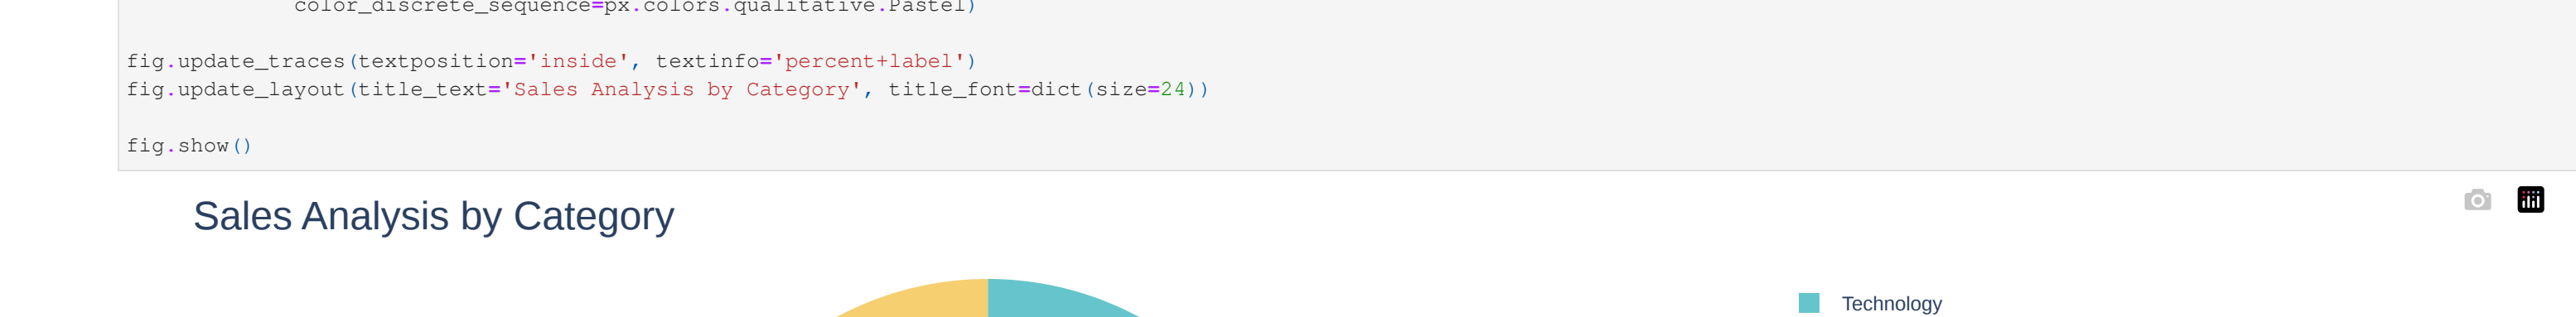 color_discrete_sequence=px.colors.qualitative.Pastel)
fig.update_traces(textposition='inside', textinfo='percent+label')
fig.update_layout(title_text='Sales Analysis by Category', title_font=dict(size=24))
fig.show()
Sales Analysis by Category
Technology